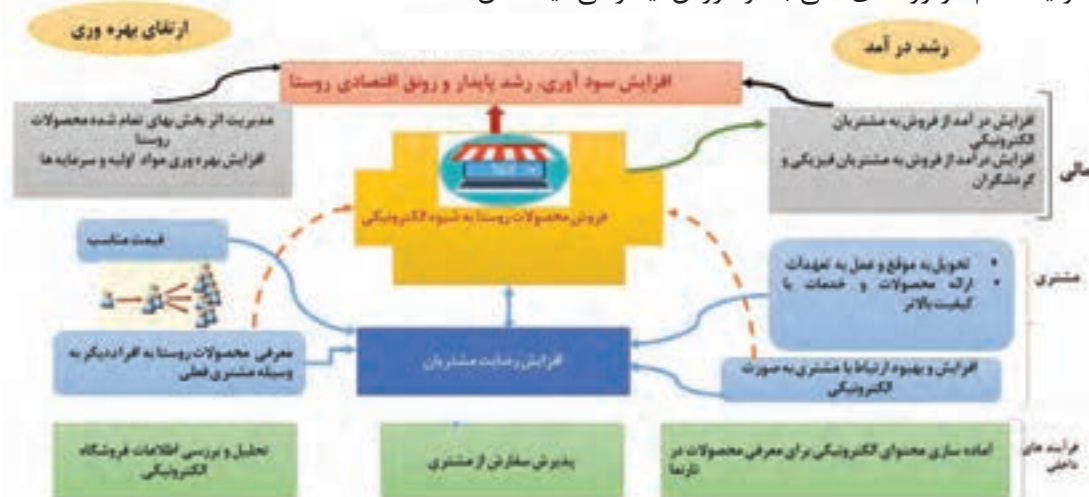 رشد در آمد
ارتقای بهره وری
افزایش سود آوری، رشد پایدار و رونق اقتصادی روستا
مالی
افزایش در آمد از فروش به مشتریان
الکترونیکی
افزایش درآمد از فروش به مشتریان فیزیکی و
گردشگران
مدیریت اثر بخش بهای تمام شده محصولات
روستا
افزایش بهره وری مواد اولیه و سرمایه ها
فروش محصولات روستا به شیوه الکترونیکی
مشتری
• تحویل به موقع و عمل به تعهدات
• ارائه محصولات و خدمات با
کیفیت بالاتر
قیمت مناسب
افزایش و بهبود ارتباط با مشتری به صورت
الکترونیکی
افزایش رضایت مشتریان
معرفی محصولات روستا به افراد دیگر به
وسیله مشتری فعلی
فرآیند های
داخلی
آماده سازی محتوای الکترونیکی برای معرفی محصولات در
تارنما
پذیرش سفارش از مشتری
تحلیل و بررسی اطلاعات فروشگاه
الکترونیکی